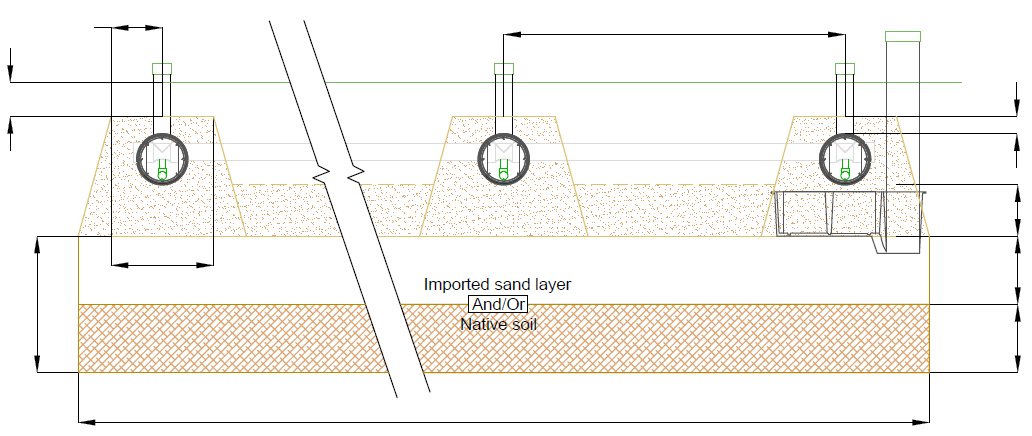 Imported sand layer
And/Or
Native soil